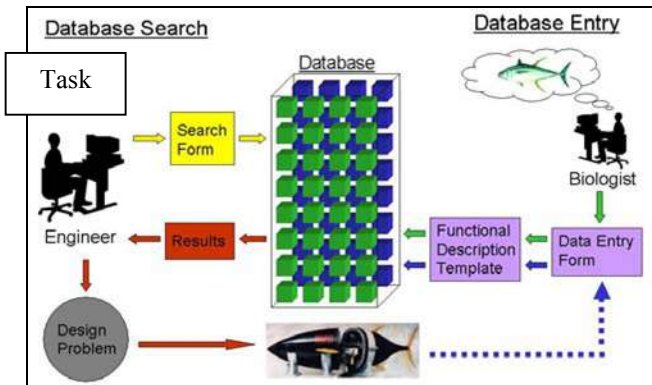 Database Search
Database Entry
Task
Database
Search
Form
Biologist
Engineer
Results
Functional
Description
Template
Data Entry
Form
Design
Problem